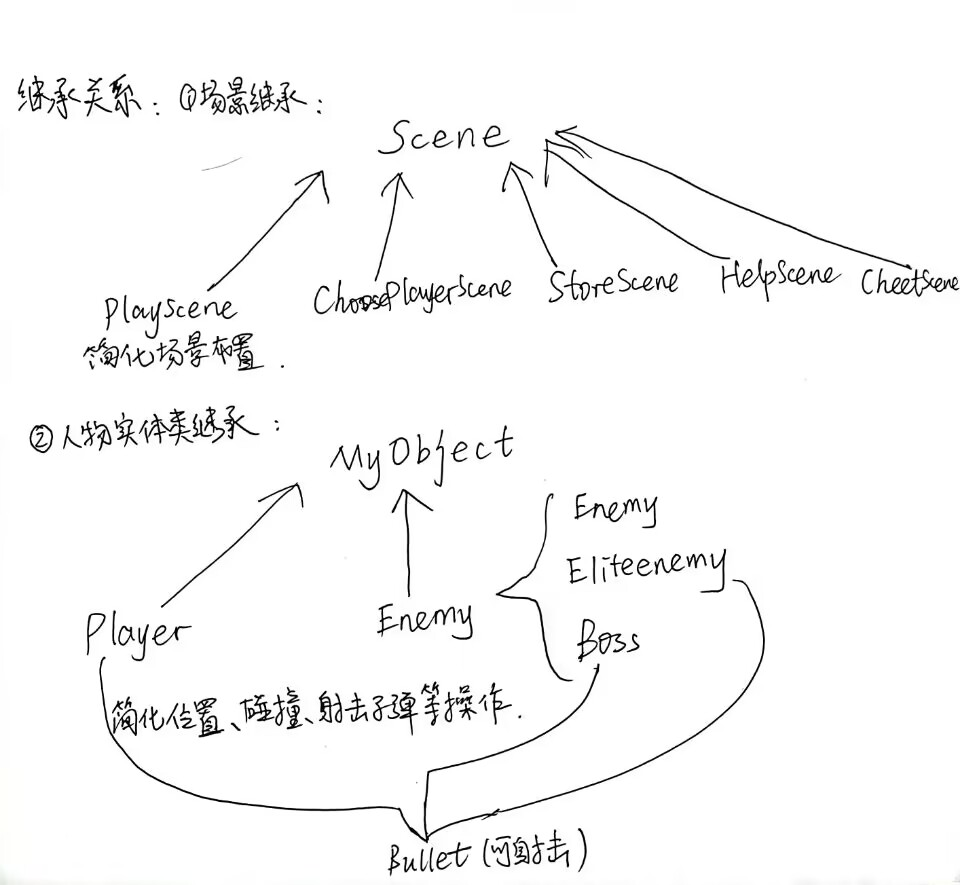 继承关系：①场景继承：
Scene
Playscene ChoosePlayerScene StoreScene HelpScene CheetScene
简化场景布置.
②人物实体类继承：
MyObject
Enemy
Eliteenemy
Player Enemy
Boss
简化位置、碰撞、射击子弹等操作.
Bullet (可射击)